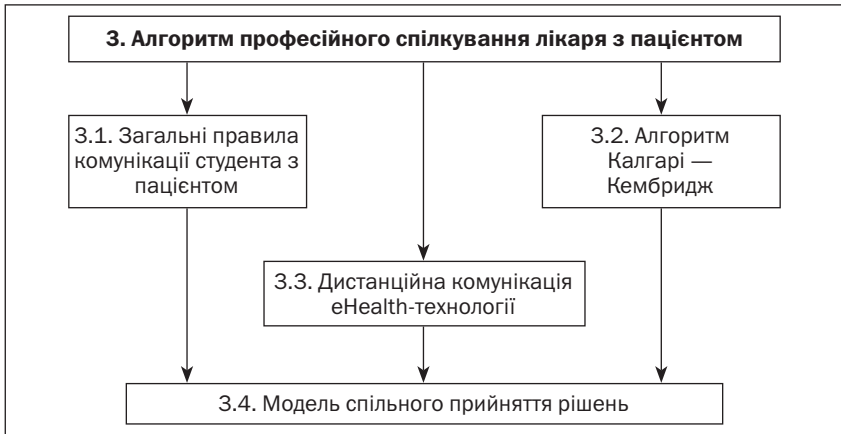 3. Алгоритм професійного спілкування лікаря з пацієнтом
3.1. Загальні правила
комунікації студента з
пацієнтом
3.2. Алгоритм
Калгарі —
Кембридж
3.3. Дистанційна комунікація
eHealth-технології
3.4. Модель спільного прийняття рішень